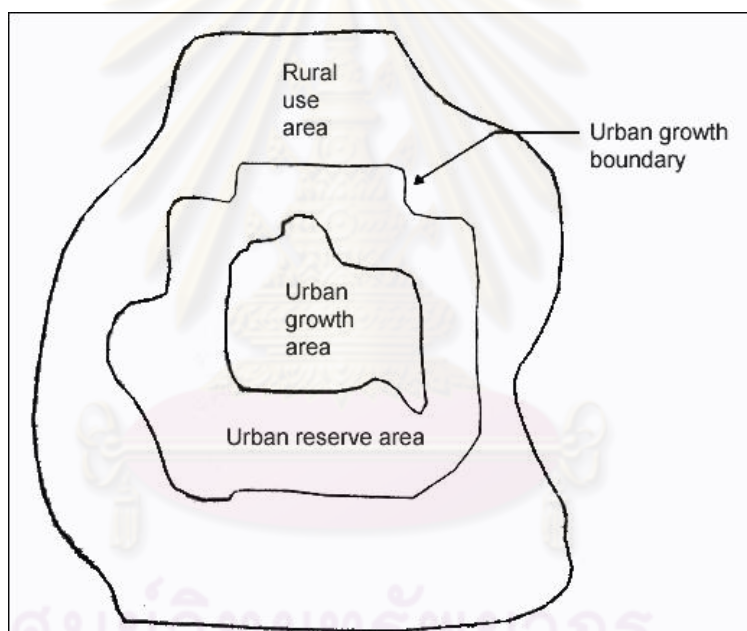 Rural
use
area
Urban growth
boundary
Urban
growth
area
Urban reserve area